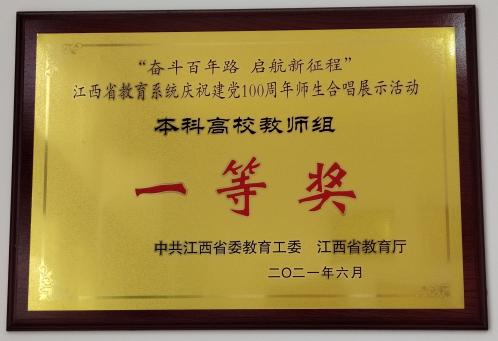 “奋斗百年路 启航新征程”
江西省教育系统庆祝建党100周年师生合唱展示活动
本科高校教师组
一等奖
中共江西省委教育工委 江西省教育厅
二〇二一年六月